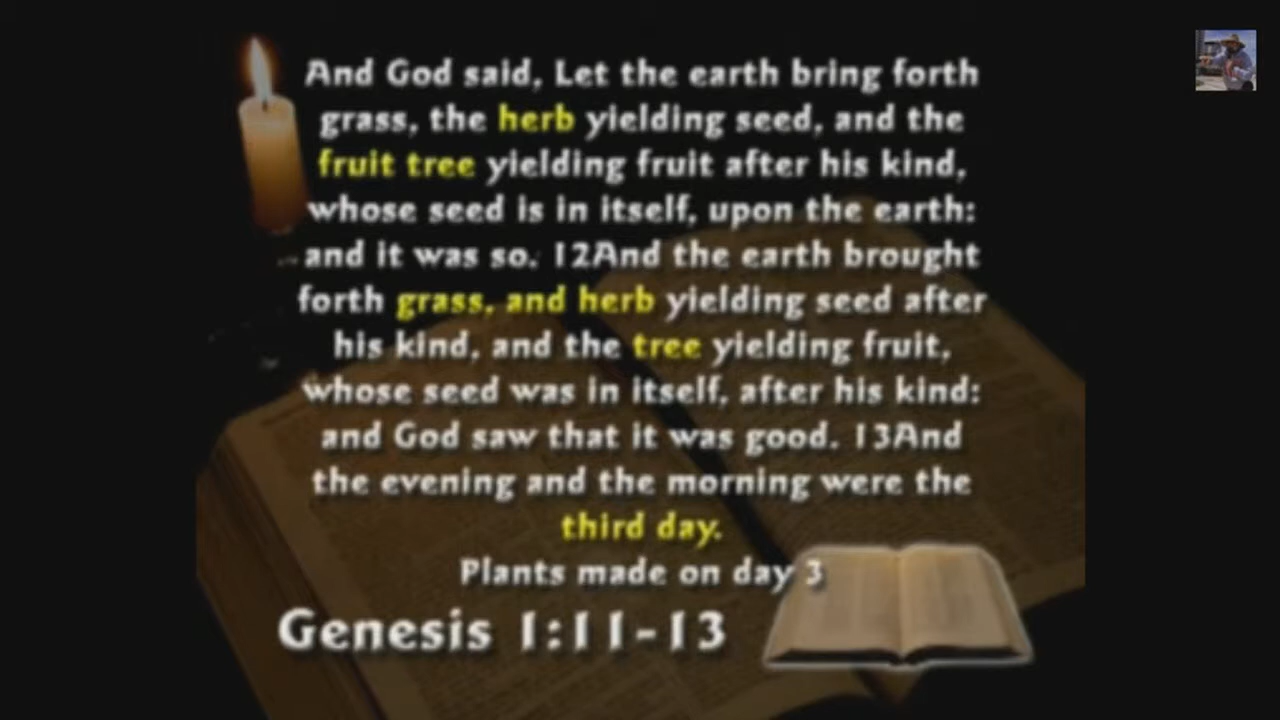 And God said, Let the earth bring forth
grass, the herb yielding seed, and the
fruit tree yielding fruit after his kind,
whose seed is in itself, upon the earth:
and it was so. 12And the earth brought
forth grass, and herb yielding seed after
his kind, and the tree yielding fruit,
whose seed was in itself, after his kind:
and God saw that it was good. 13And
the evening and the morning were the
third day.
Plants made on day 3
Genesis 1:11-13